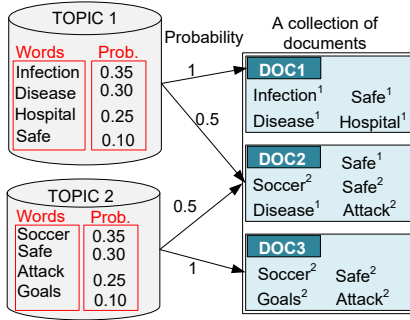 TOPIC 1
Words Prob.
Infection 0.35
Disease 0.30
Hospital 0.25
Safe 0.10
TOPIC 2
Words Prob.
Soccer 0.35
Safe 0.30
Attack 0.25
Goals 0.10
Probability
1
0.5
0.5
1
A collection of
documents
DOC1
Infection¹ Safe¹
Disease¹ Hospital¹
DOC2 Safe¹
Soccer² Safe²
Disease¹ Attack²
DOC3
Soccer² Safe²
Goals² Attack²